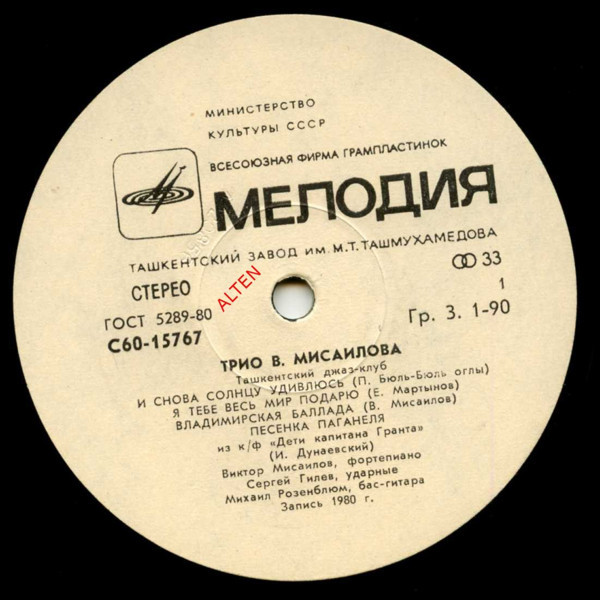 МИНИСТЕРСТВО
КУЛЬТУРЫ СССР
ВСЕСОЮЗНАЯ ФИРМА ГРАМПЛАСТИНОК
МЕЛОДИЯ
ТАШКЕНТСКИЙ ЗАВОД ИМ. М.Т. ТАШМУХАМЕДОВА
СТЕРЕО
33
ГОСТ 5289-80
ALTEN
1
С60-15767
Гр. 3. 1-90
ТРИО В. МИСАИЛОВА
Ташкентский джаз-клуб
И СНОВА СОЛНЦУ УДИВЛЮСЬ (П. Бюль-Бюль оглы)
Я ТЕБЕ ВЕСЬ МИР ПОДАРЮ (Е. Мартынов)
ВЛАДИМИРСКАЯ БАЛЛАДА (В. Мисаилов)
ПЕСЕНКА ПАГАНЕЛЯ
из к/ф «Дети капитана Гранта»
(И. Дунаевский)
Виктор Мисаилов, фортепиано
Сергей Гилев, ударные
Михаил Розенблюм, бас-гитара
Запись 1980 г.